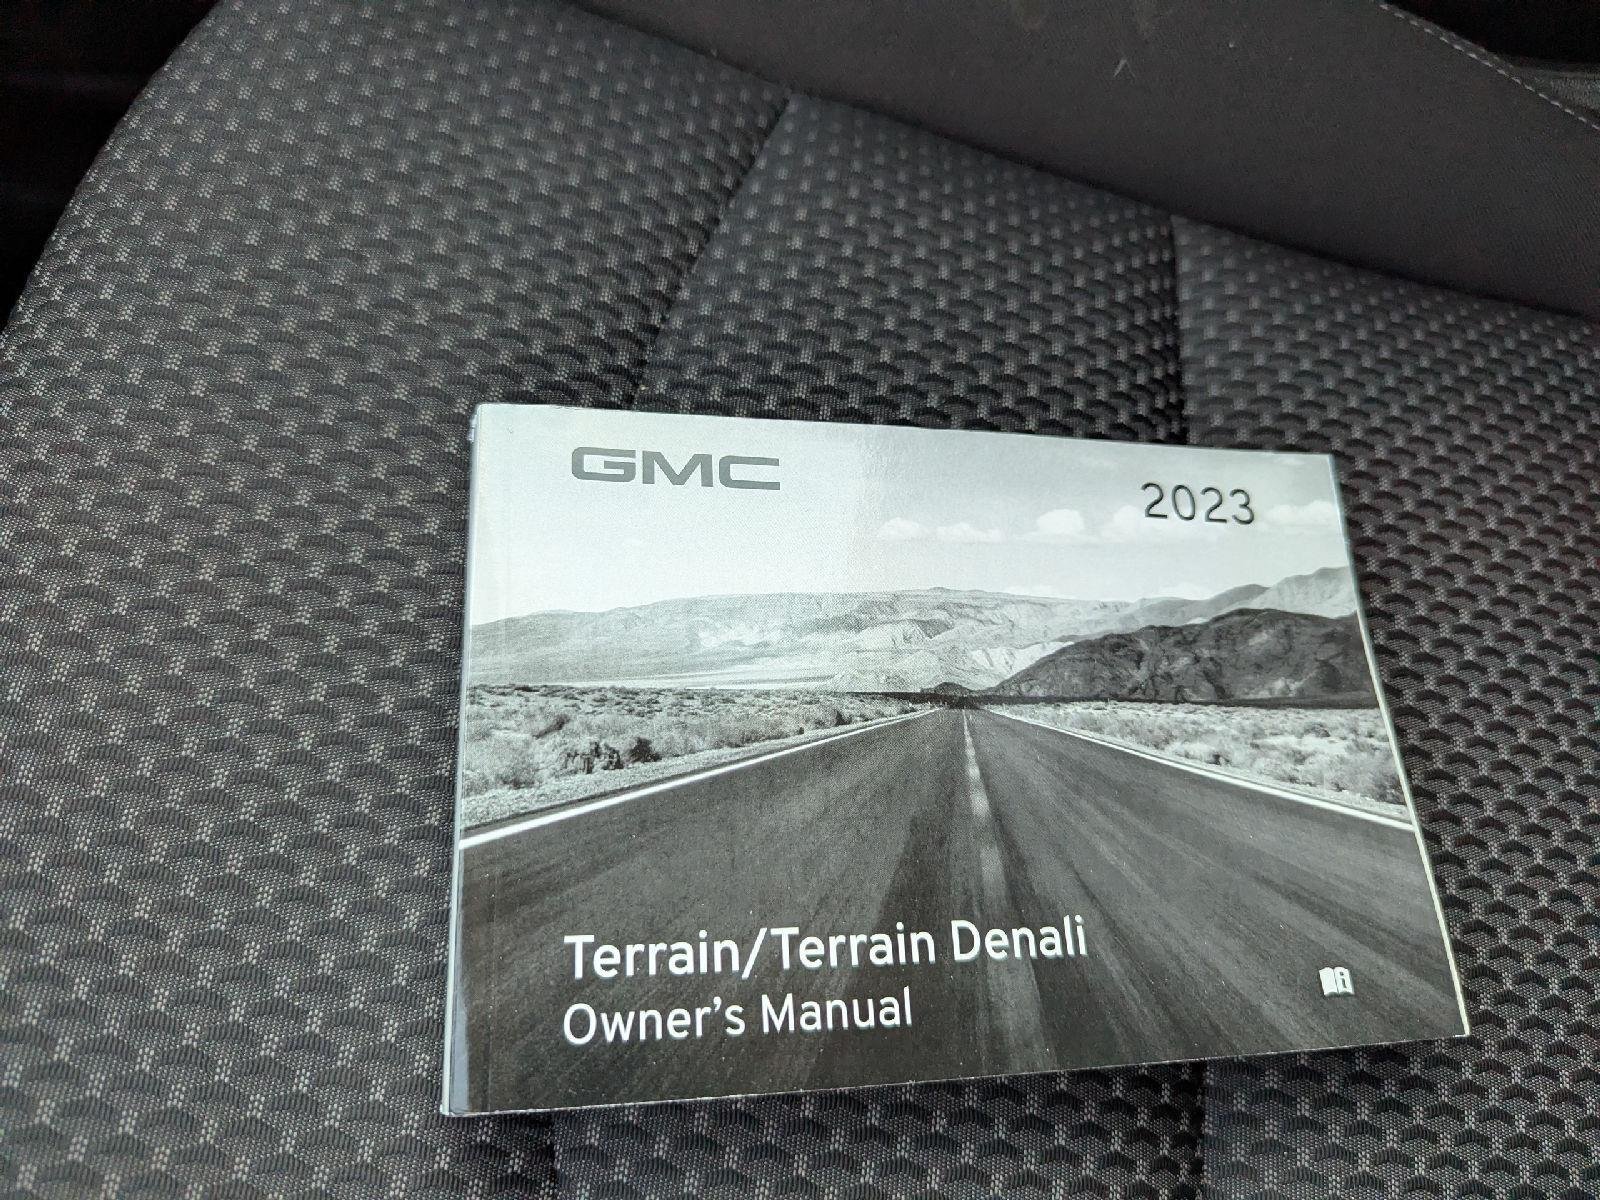 GMC
2023
Terrain/Terrain Denali
Owner's Manual